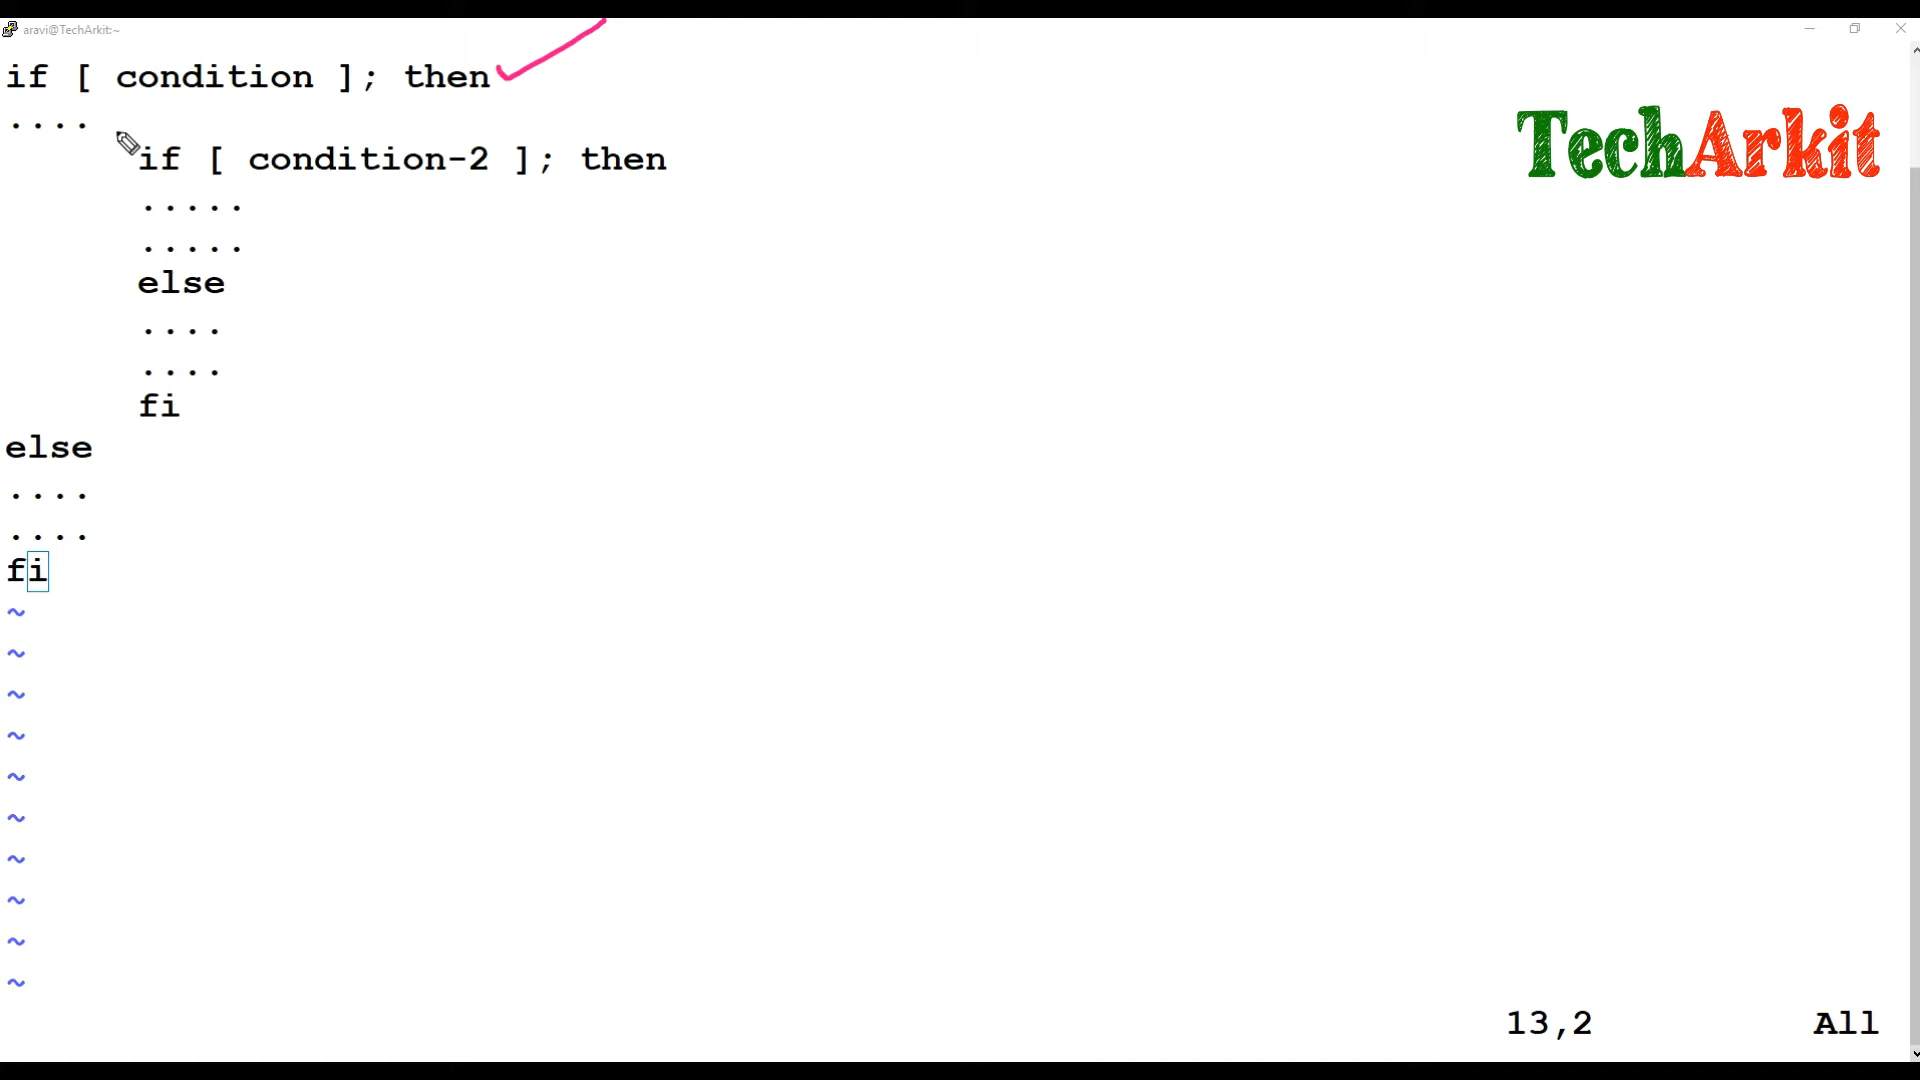 aravi@TechArkit:~
if [ condition ]; then
....
TechArkit
if [ condition-2 ]; then
.....
.....
else
....
....
fi
else
....
....
fi
~
~
~
~
~
~
~
~
~
~
13,2 All